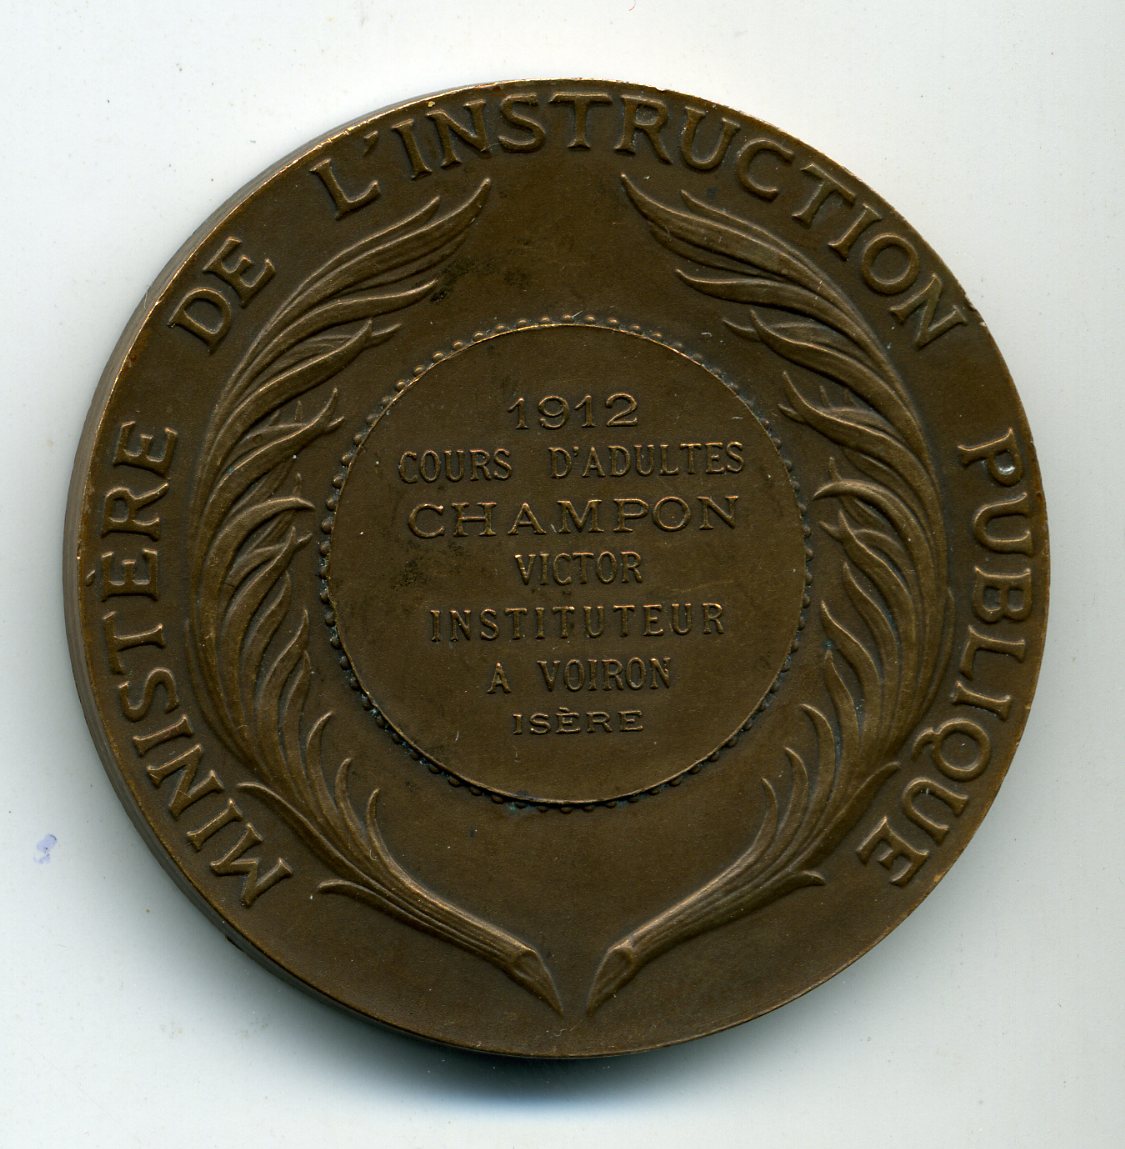 MINISTÈRE DE L'INSTRUCTION PUBLIQUE
1912
COURS D'ADULTES
CHAMPON
VICTOR
INSTITUTEUR
A VOIRON
ISÈRE